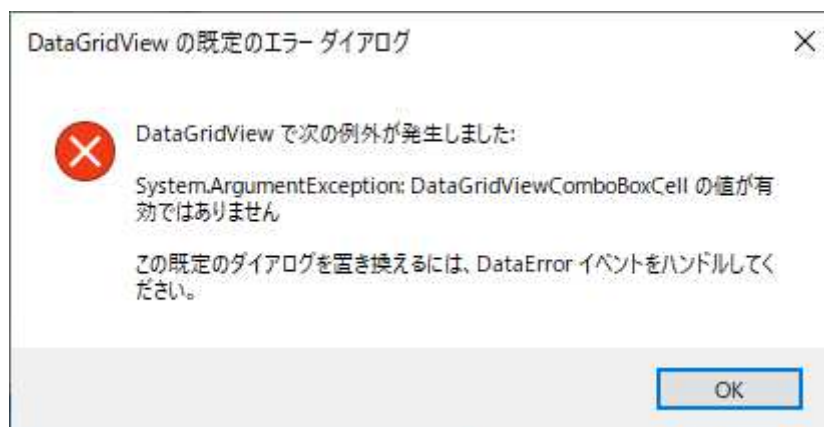 DataGridView の既定のエラー ダイアログ
DataGridView で次の例外が発生しました:
System.ArgumentException: DataGridViewComboBoxCell の値が有
効ではありません
この既定のダイアログを置き換えるには、DataError イベントをハンドルしてく
ださい。
OK